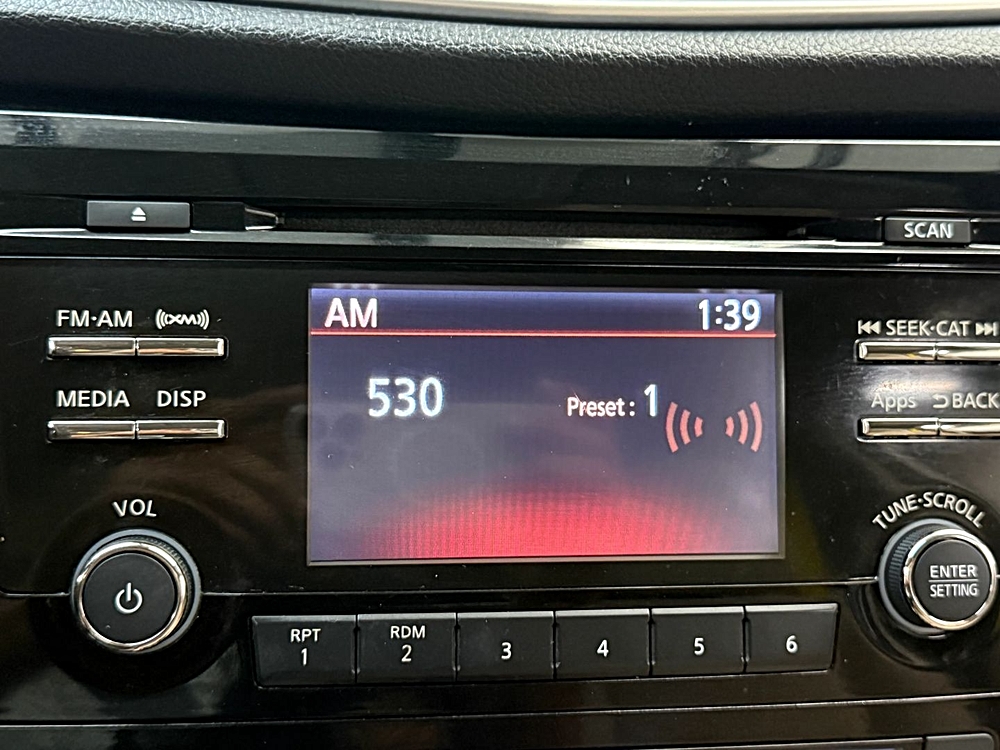 SCAN
FM·AM
((XM))
AM 1:39
SEEK·CAT
MEDIA DISP
530
Preset: 1
Apps
BACK
VOL
TUNE·SCROLL
ENTER
SETTING
RPT
1
RDM
2
3
4
5
6